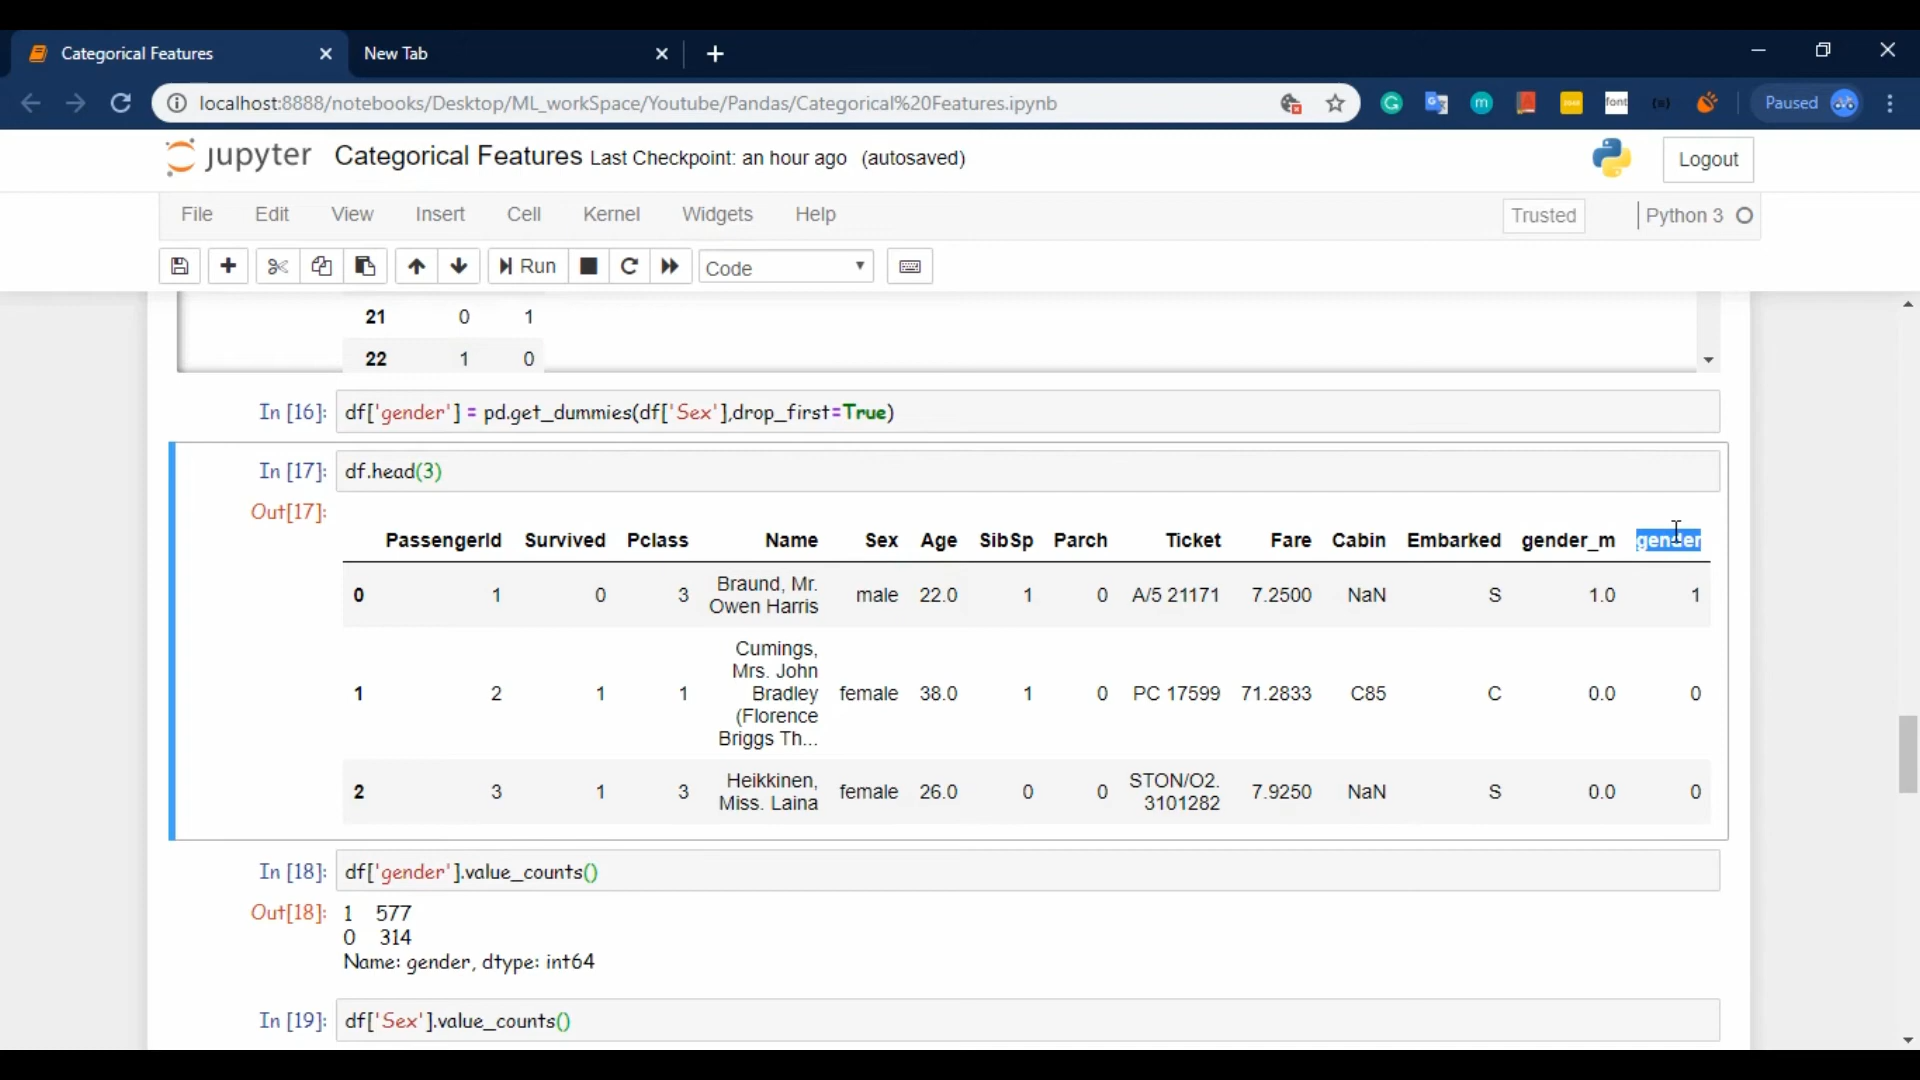 Categorical Features
New Tab
localhost:8888/notebooks/Desktop/ML_workSpace/Youtube/Pandas/Categorical%20Features.ipynb
Paused
jupyter Categorical Features Last Checkpoint: an hour ago (autosaved)
Logout
File Edit View Insert Cell Kernel Widgets Help
Trusted
Python 3
Run
Code
21 0 1
22 1 0
In [16]: df['gender'] = pd.get_dummies(df['Sex'],drop_first=True)
In [17]: df.head(3)
Out[17]:
PassengerId Survived Pclass Name Sex Age SibSp Parch Ticket Fare Cabin Embarked gender_m gender
0 1 0 3 Braund, Mr. Owen Harris male 22.0 1 0 A/5 21171 7.2500 NaN S 1.0 1
1 2 1 1 Cumings, Mrs. John Bradley (Florence Briggs Th... female 38.0 1 0 PC 17599 71.2833 C85 C 0.0 0
2 3 1 3 Heikkinen, Miss. Laina female 26.0 0 0 STON/O2. 3101282 7.9250 NaN S 0.0 0
In [18]: df['gender'].value_counts()
Out[18]: 1 577
0 314
Name: gender, dtype: int64
In [19]: df['Sex'].value_counts()